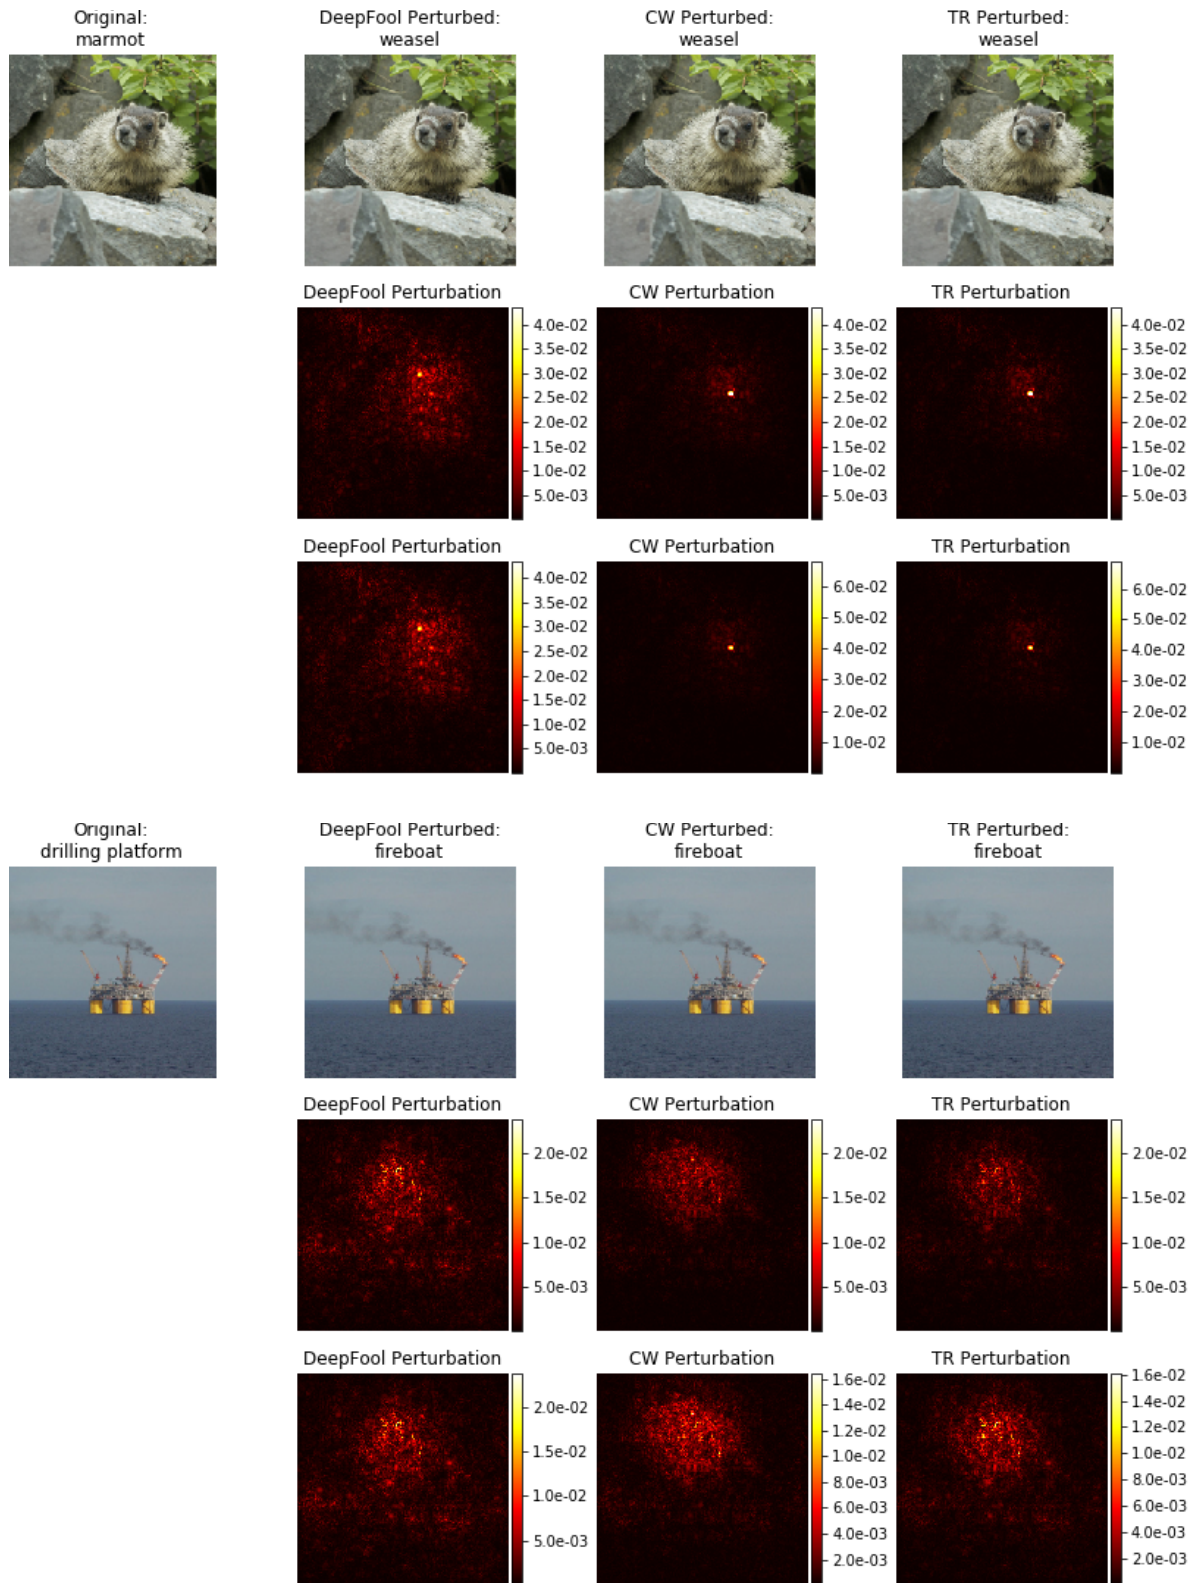 Original:
marmot
DeepFool Perturbed:
weasel
CW Perturbed:
weasel
TR Perturbed:
weasel
DeepFool Perturbation
4.0e-02
3.5e-02
3.0e-02
2.5e-02
2.0e-02
1.5e-02
1.0e-02
5.0e-03
CW Perturbation
4.0e-02
3.5e-02
3.0e-02
2.5e-02
2.0e-02
1.5e-02
1.0e-02
5.0e-03
TR Perturbation
4.0e-02
3.5e-02
3.0e-02
2.5e-02
2.0e-02
1.5e-02
1.0e-02
5.0e-03
DeepFool Perturbation
4.0e-02
3.5e-02
3.0e-02
2.5e-02
2.0e-02
1.5e-02
1.0e-02
5.0e-03
CW Perturbation
6.0e-02
5.0e-02
4.0e-02
3.0e-02
2.0e-02
1.0e-02
TR Perturbation
6.0e-02
5.0e-02
4.0e-02
3.0e-02
2.0e-02
1.0e-02
Original:
drilling platform
DeepFool Perturbed:
fireboat
CW Perturbed:
fireboat
TR Perturbed:
fireboat
DeepFool Perturbation
2.0e-02
1.5e-02
1.0e-02
5.0e-03
CW Perturbation
2.0e-02
1.5e-02
1.0e-02
5.0e-03
TR Perturbation
2.0e-02
1.5e-02
1.0e-02
5.0e-03
DeepFool Perturbation
2.0e-02
1.5e-02
1.0e-02
5.0e-03
CW Perturbation
1.6e-02
1.4e-02
1.2e-02
1.0e-02
8.0e-03
6.0e-03
4.0e-03
2.0e-03
TR Perturbation
1.6e-02
1.4e-02
1.2e-02
1.0e-02
8.0e-03
6.0e-03
4.0e-03
2.0e-03